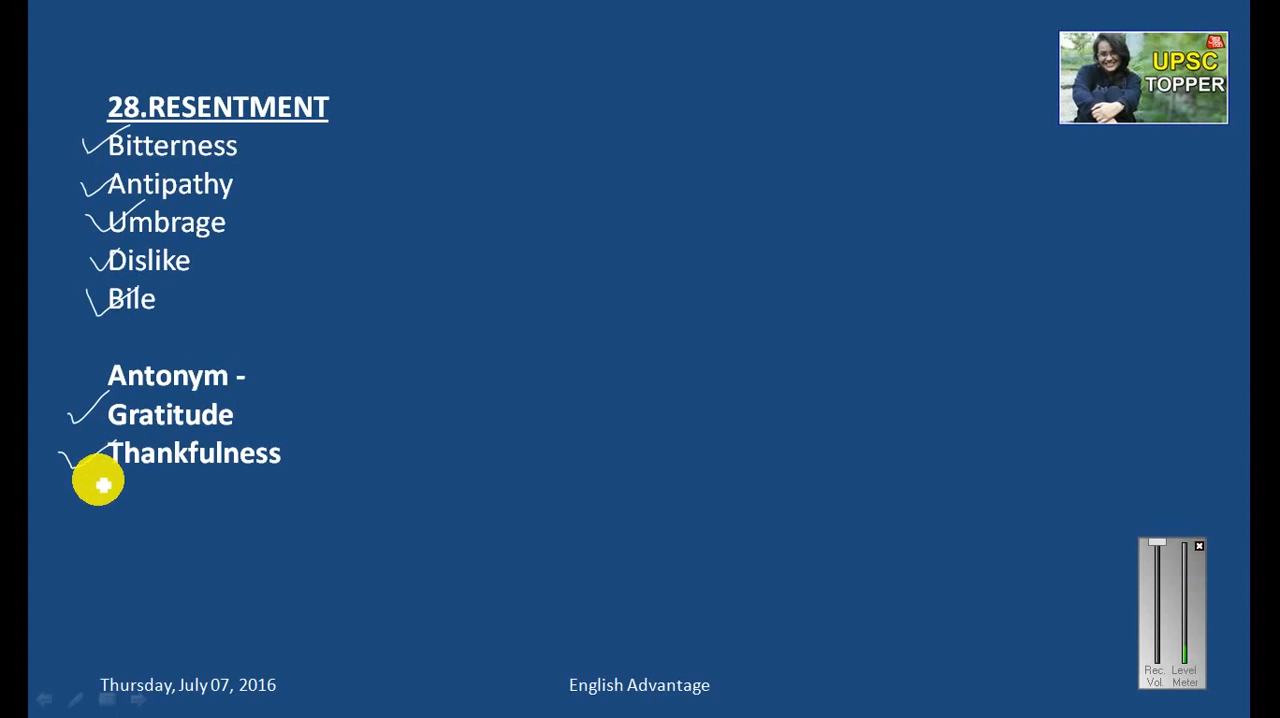 UPSC
TOPPER
28.RESENTMENT
Bitterness
Antipathy
Umbrage
Dislike
Bile
Antonym -
Gratitude
Thankfulness
Rec. Level
Vol. Meter
Thursday, July 07, 2016 English Advantage